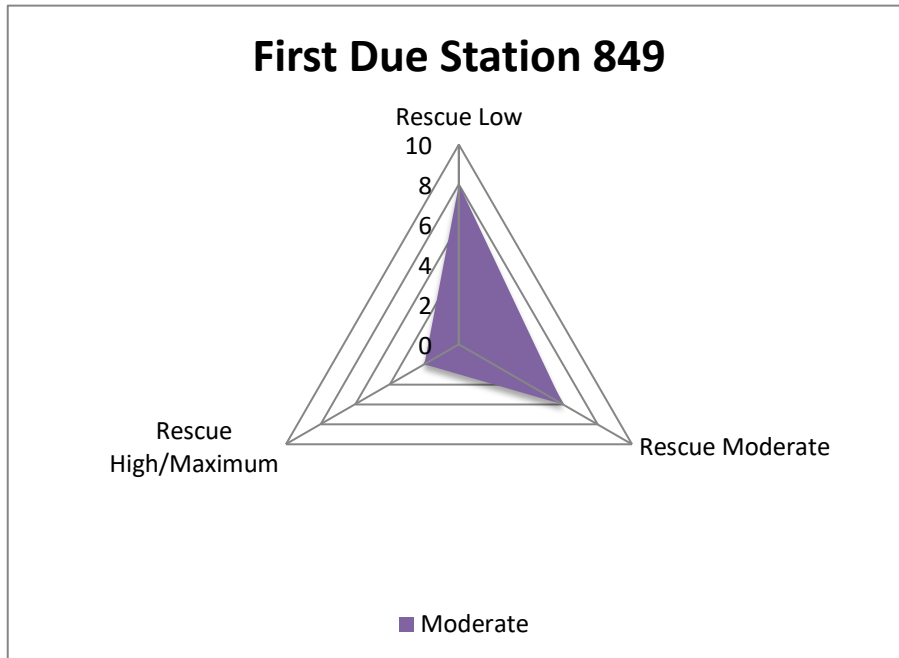 First Due Station 849
Rescue Low
10
8
6
4
2
0
Rescue
High/Maximum
Rescue Moderate
Moderate